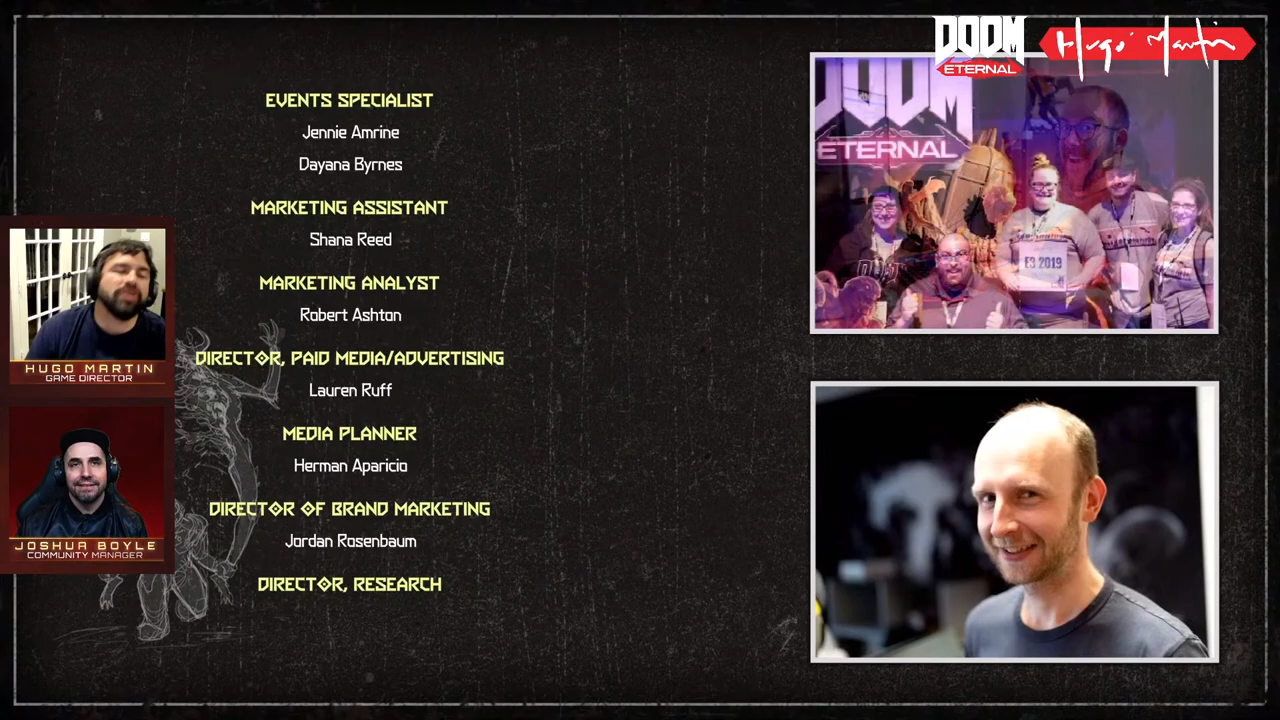 DOOM
ETERNAL
Hugo Martin
EVENTS SPECIALIST
Jennie Amrine
Dayana Byrnes
MARKETING ASSISTANT
Shana Reed
MARKETING ANALYST
Robert Ashton
DIRECTOR, PAID MEDIA/ADVERTISING
Lauren Ruff
MEDIA PLANNER
Herman Aparicio
DIRECTOR OF BRAND MARKETING
Jordan Rosenbaum
DIRECTOR, RESEARCH
HUGO MARTIN
GAME DIRECTOR
JOSHUA BOYLE
COMMUNITY MANAGER
DOOM
ETERNAL
E3 2019